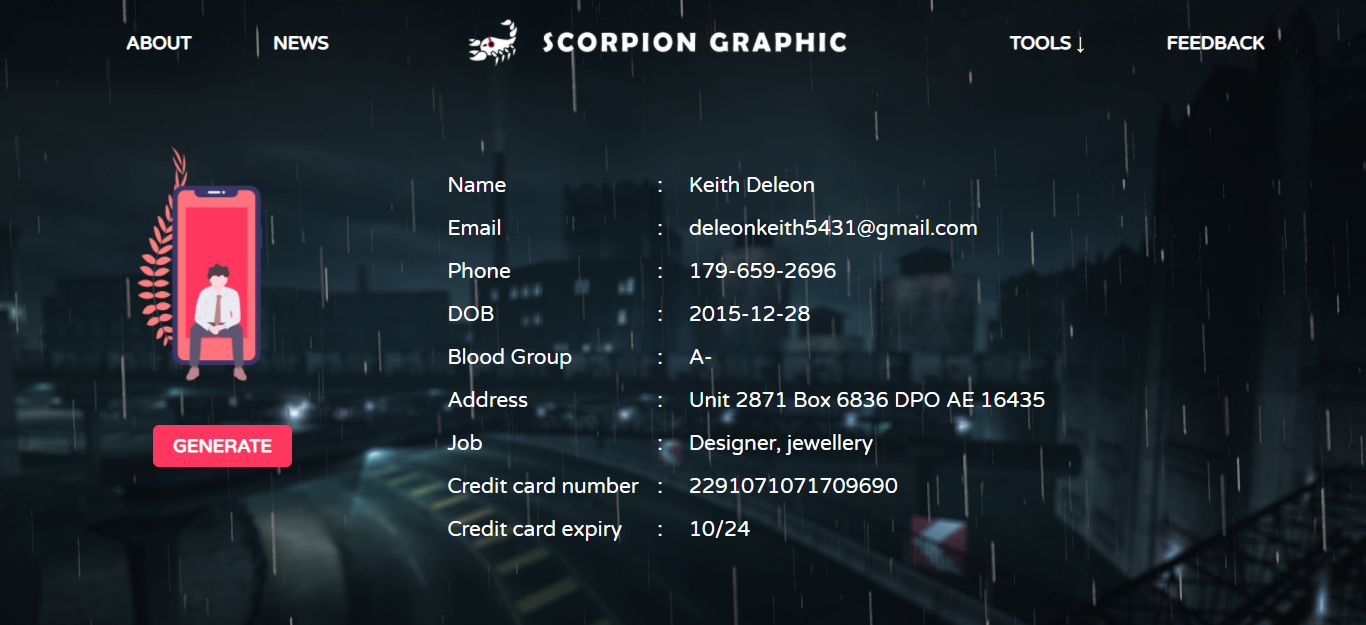 ABOUT NEWS SCORPION GRAPHIC TOOLS ↓ FEEDBACK
Name : Keith Deleon
Email : deleonkeith5431@gmail.com
Phone : 179-659-2696
DOB : 2015-12-28
Blood Group : A-
Address : Unit 2871 Box 6836 DPO AE 16435
Job : Designer, jewellery
Credit card number : 2291071071709690
Credit card expiry : 10/24
GENERATE